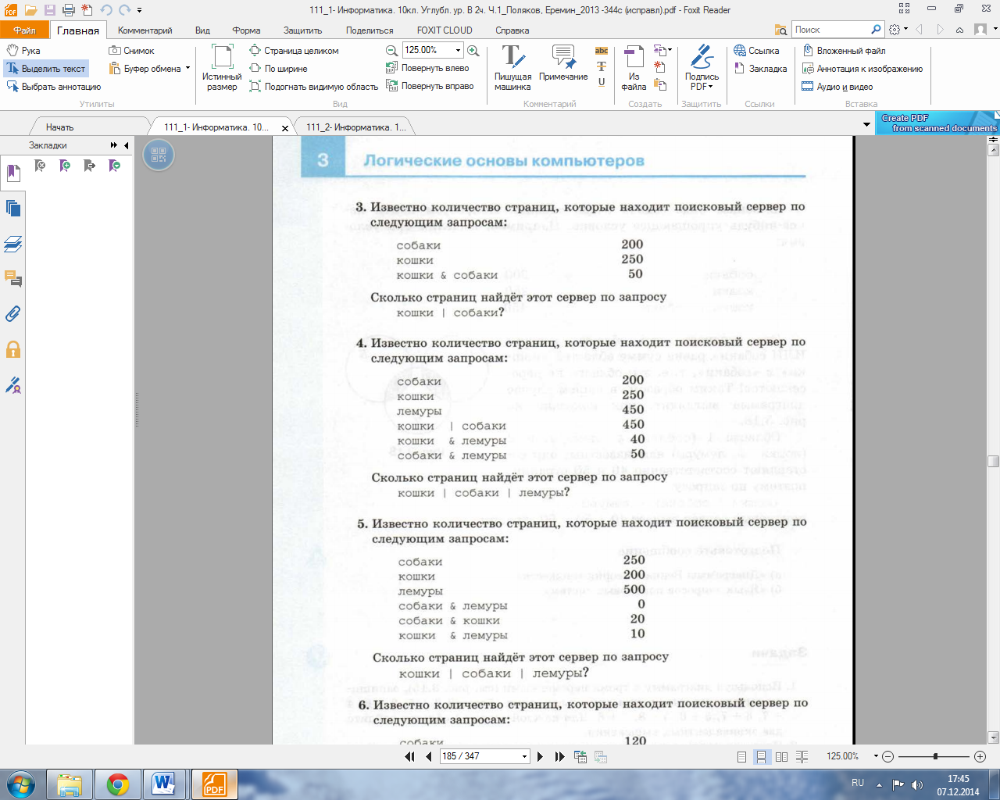 111_1- Информатика. 10кл. Углубл. ур. В 2ч. Ч.1_Поляков, Еремин_2013 -344с (исправл).pdf - Foxit Reader
Файл Главная Комментарий Вид Форма Защитить Поделиться FOXIT CLOUD Справка Поиск
Рука
Выделить текст
Выбрать аннотацию
Утилиты
Снимок
Буфер обмена
Истинный размер
Страница целиком
По ширине
Подогнать видимую область
125.00%
Повернуть влево
Повернуть вправо
Вид
Пишущая машинка
Примечание
abc
T
U
Комментарий
Из файла
Создать
Подпись PDF
Защитить
Ссылка
Закладка
Ссылки
Вложенный файл
Аннотация к изображению
Аудио и видео
Вставка
Начать 111_1- Информатика. 10... 111_2- Информатика. 1...
Create PDF
from scanned documents
Закладки
3 Логические основы компьютеров
3. Известно количество страниц, которые находит поисковый сервер по
следующим запросам:
собаки 200
кошки 250
кошки & собаки 50
Сколько страниц найдёт этот сервер по запросу
кошки | собаки?
4. Известно количество страниц, которые находит поисковый сервер по
следующим запросам:
собаки 200
кошки 250
лемуры 450
кошки | собаки 450
кошки & лемуры 40
собаки & лемуры 50
Сколько страниц найдёт этот сервер по запросу
кошки | собаки | лемуры?
5. Известно количество страниц, которые находит поисковый сервер по
следующим запросам:
собаки 250
кошки 200
лемуры 500
собаки & лемуры 0
собаки & кошки 20
кошки & лемуры 10
Сколько страниц найдёт этот сервер по запросу
кошки | собаки | лемуры?
6. Известно количество страниц, которые находит поисковый сервер по
следующим запросам:
собаки 120
185 / 347
125.00%
RU
17:45
07.12.2014